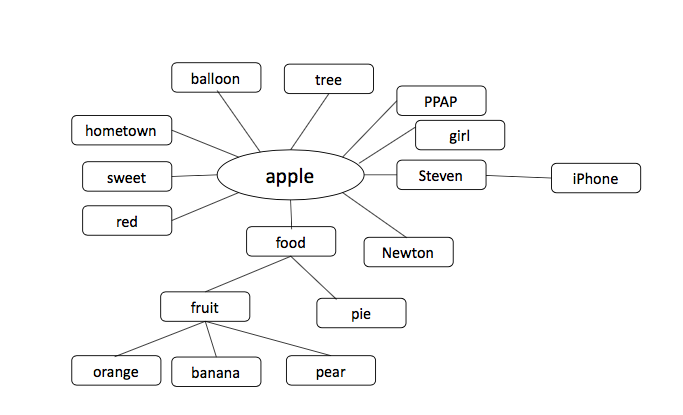 balloon
tree
PPAP
hometown
girl
sweet
apple
Steven
iPhone
red
food
Newton
fruit
pie
orange
banana
pear